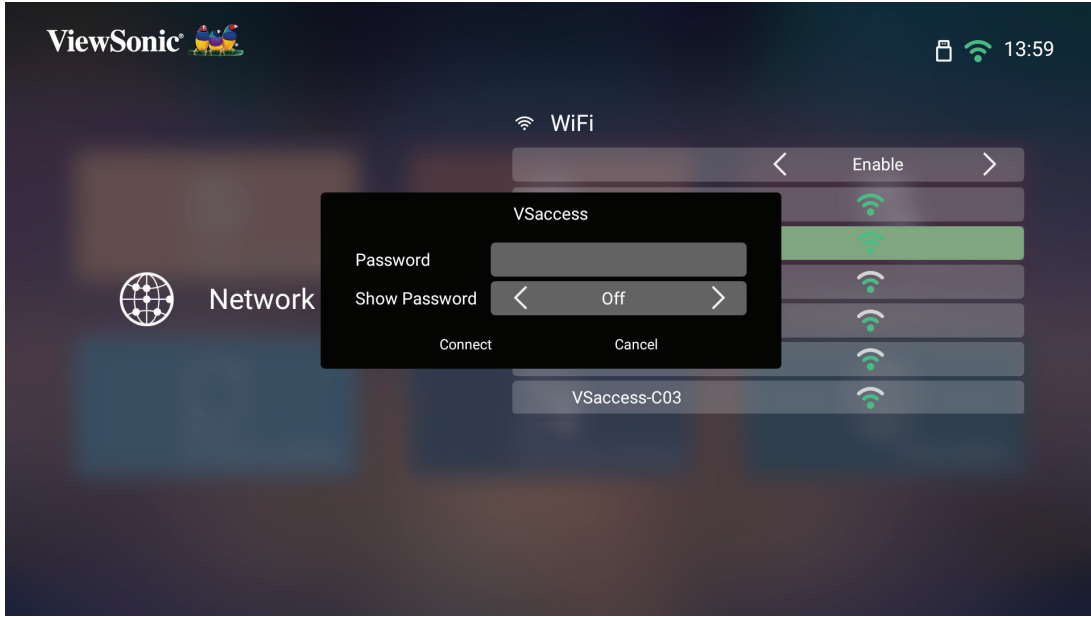 ViewSonic®
13:59
WiFi
Enable
VSaccess
Password
Network
Show Password
Off
Connect
Cancel
VSaccess-C03